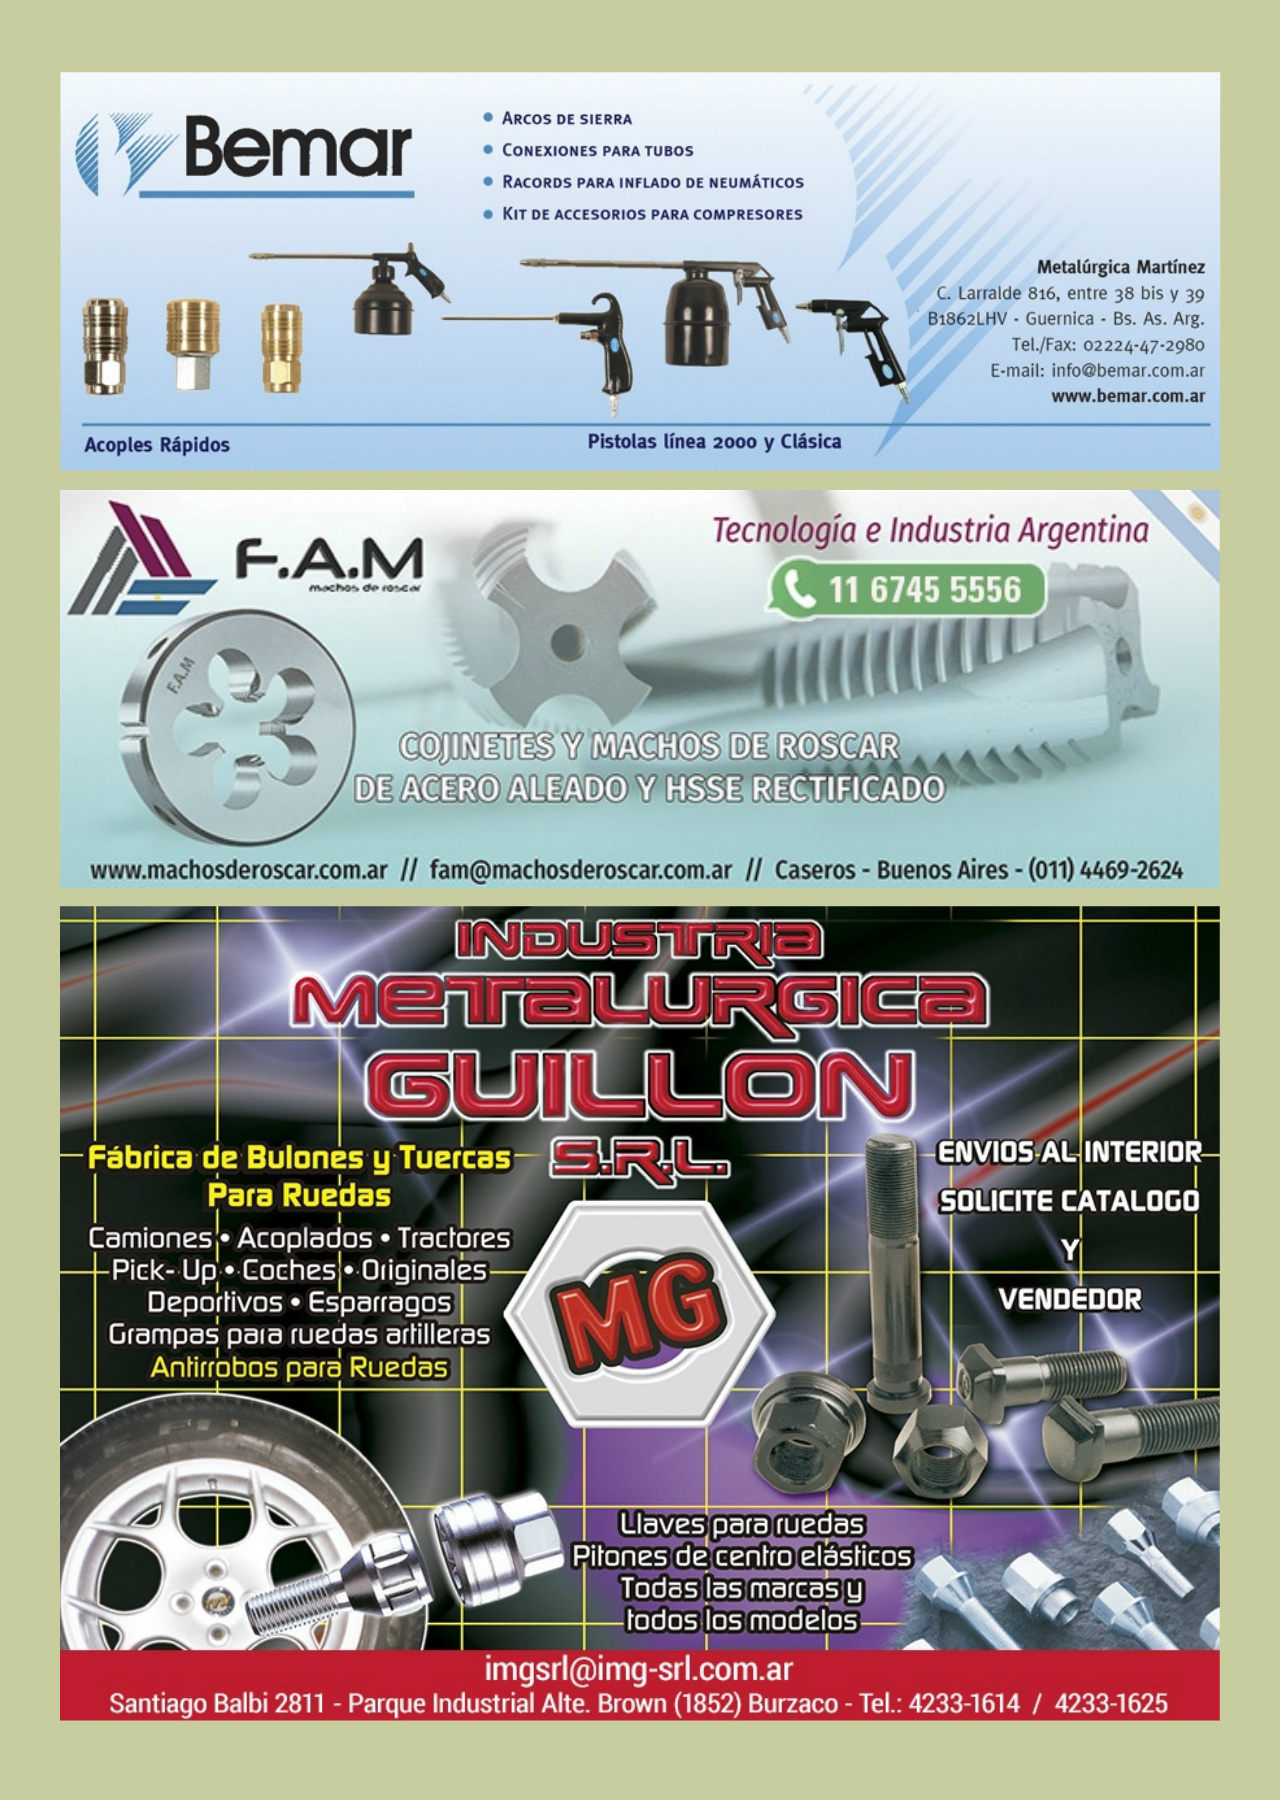 Bemar
• ARCOS DE SIERRA
• CONEXIONES PARA TUBOS
• RACORDS PARA INFLADO DE NEUMÁTICOS
• KIT DE ACCESORIOS PARA COMPRESORES
Metalúrgica Martínez
C. Larralde 816, entre 38 bis y 39
B1862LHV - Guernica - Bs. As. Arg.
Tel./Fax: 02224-47-2980
E-mail: info@bemar.com.ar
www.bemar.com.ar
Acoples Rápidos
Pistolas línea 2000 y Clásica
F.A.M
machos de roscar
Tecnología e Industria Argentina
11 6745 5556
F.A.M
COJINETES Y MACHOS DE ROSCAR
DE ACERO ALEADO Y HSSE RECTIFICADO
www.machosderoscar.com.ar // fam@machosderoscar.com.ar // Caseros - Buenos Aires - (011) 4469-2624
INDUSTRIA
METALURGICA
GUILLON
S.R.L.
Fábrica de Bulones y Tuercas
Para Ruedas
Camiones • Acoplados • Tractores
Pick- Up • Coches • Originales
Deportivos • Esparragos
Grampas para ruedas artilleras
Antirrobos para Ruedas
MG
ENVIOS AL INTERIOR
SOLICITE CATALOGO
Y
VENDEDOR
Llaves para ruedas
Pitones de centro elásticos
Todas las marcas y
todos los modelos
imgsrl@img-srl.com.ar
Santiago Balbi 2811 - Parque Industrial Alte. Brown (1852) Burzaco - Tel.: 4233-1614 / 4233-1625